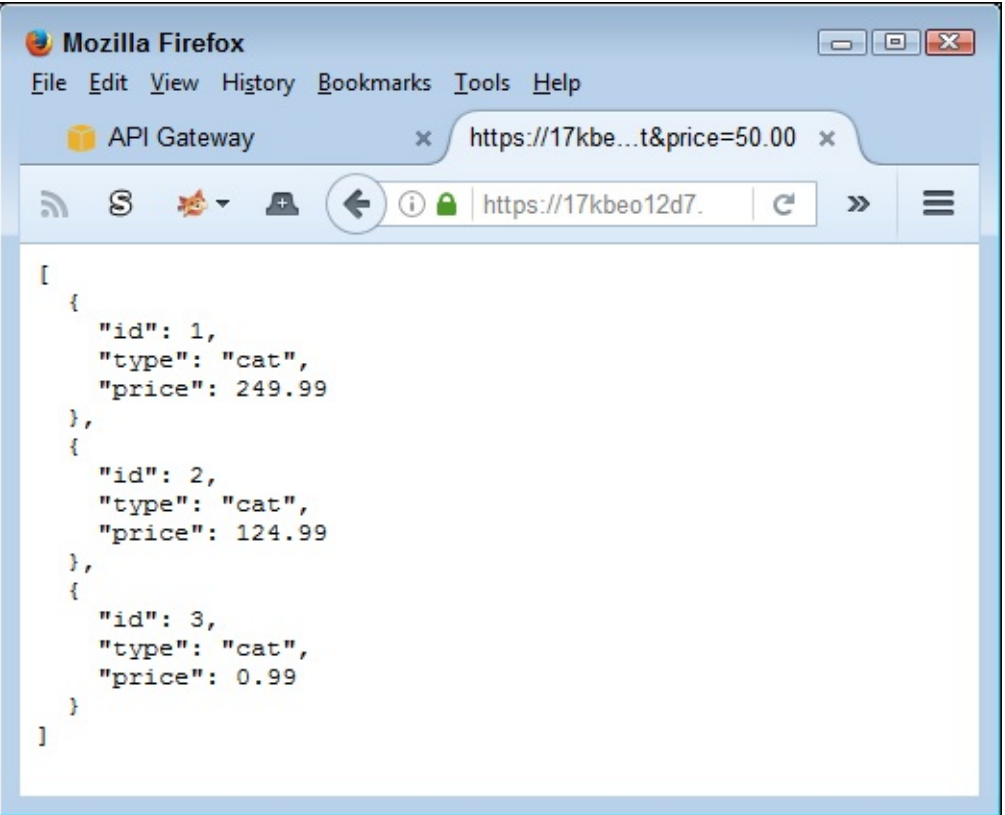 Mozilla Firefox
File Edit View History Bookmarks Tools Help
API Gateway × https://17kbe...t&price=50.00 ×
S https://17kbeo12d7. »
[
  {
    "id": 1,
    "type": "cat",
    "price": 249.99
  },
  {
    "id": 2,
    "type": "cat",
    "price": 124.99
  },
  {
    "id": 3,
    "type": "cat",
    "price": 0.99
  }
]